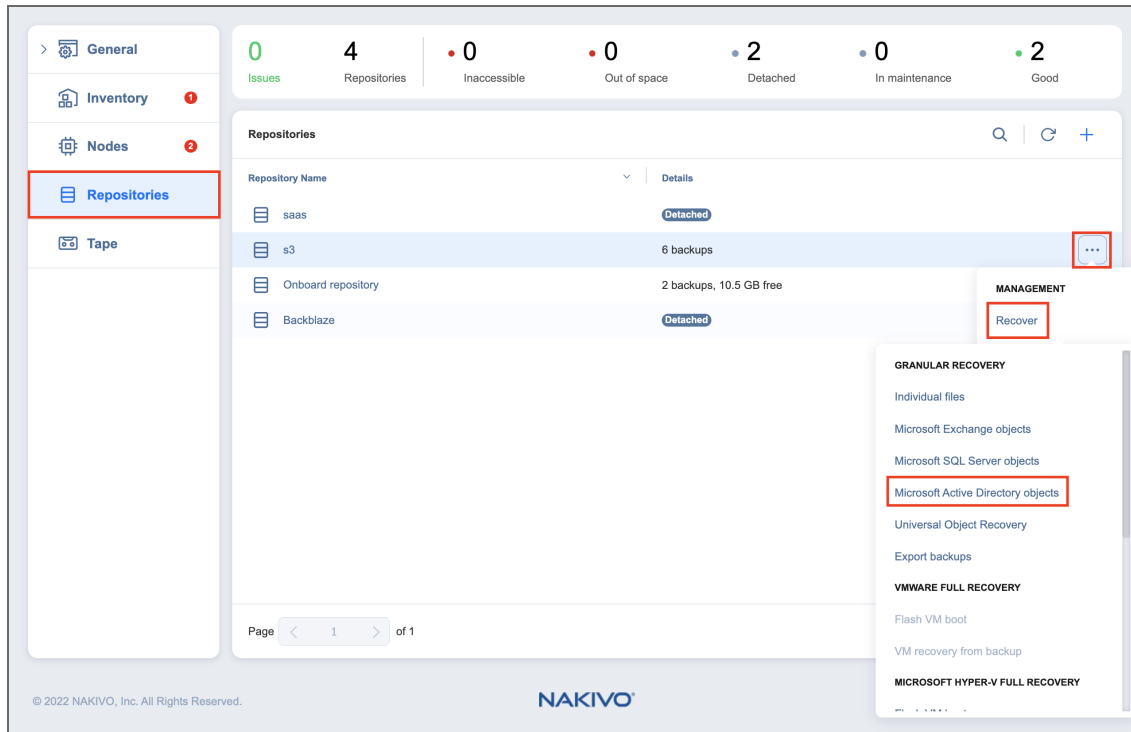 General
Inventory 1
Nodes 2
Repositories
Tape
0 4 0 0 2 0 2
Issues Repositories Inaccessible Out of space Detached In maintenance Good
Repositories
Repository Name Details
saas Detached
s3 6 backups ...
Onboard repository 2 backups, 10.5 GB free
Backblaze Detached
MANAGEMENT
Recover
GRANULAR RECOVERY
Individual files
Microsoft Exchange objects
Microsoft SQL Server objects
Microsoft Active Directory objects
Universal Object Recovery
Export backups
VMWARE FULL RECOVERY
Flash VM boot
VM recovery from backup
MICROSOFT HYPER-V FULL RECOVERY
Page 1 of 1
© 2022 NAKIVO, Inc. All Rights Reserved.
NAKIVO®